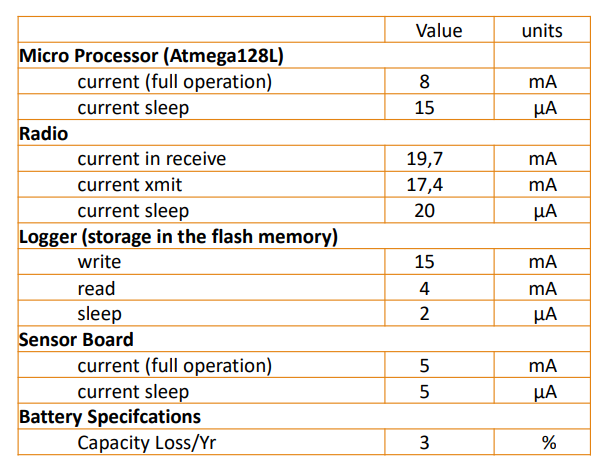 Value units
Micro Processor (Atmega128L)
current (full operation) 8 mA
current sleep 15 µA
Radio
current in receive 19,7 mA
current xmit 17,4 mA
current sleep 20 µA
Logger (storage in the flash memory)
write 15 mA
read 4 mA
sleep 2 µA
Sensor Board
current (full operation) 5 mA
current sleep 5 µA
Battery Specifcations
Capacity Loss/Yr 3 %